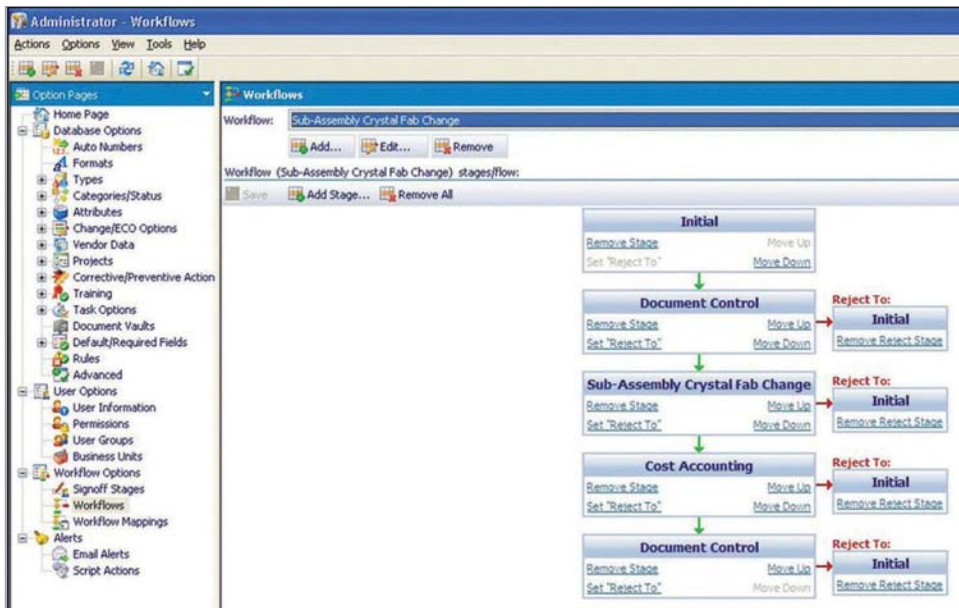 Administrator - Workflows
Actions Options View Tools Help
Option Pages
Home Page
Database Options
Auto Numbers
Formats
Types
Categories/Status
Attributes
Change/ECO Options
Vendor Data
Projects
Corrective/Preventive Action
Training
Task Options
Document Vaults
Default/Required Fields
Rules
Advanced
User Options
User Information
Permissions
User Groups
Business Units
Workflow Options
Signoff Stages
Workflows
Workflow Mappings
Alerts
Email Alerts
Script Actions
Workflows
Workflow: Sub-Assembly Crystal Fab Change
Add... Edit... Remove
Workflow (Sub-Assembly Crystal Fab Change) stages/flow:
Save Add Stage... Remove All
Initial
Remove Stage Move Up
Set "Reject To" Move Down
Document Control
Remove Stage Move Up
Set "Reject To" Move Down
Reject To:
Initial
Remove Reject Stage
Sub-Assembly Crystal Fab Change
Remove Stage Move Up
Set "Reject To" Move Down
Reject To:
Initial
Remove Reject Stage
Cost Accounting
Remove Stage Move Up
Set "Reject To" Move Down
Reject To:
Initial
Remove Reject Stage
Document Control
Remove Stage Move Up
Set "Reject To" Move Down
Reject To:
Initial
Remove Reject Stage